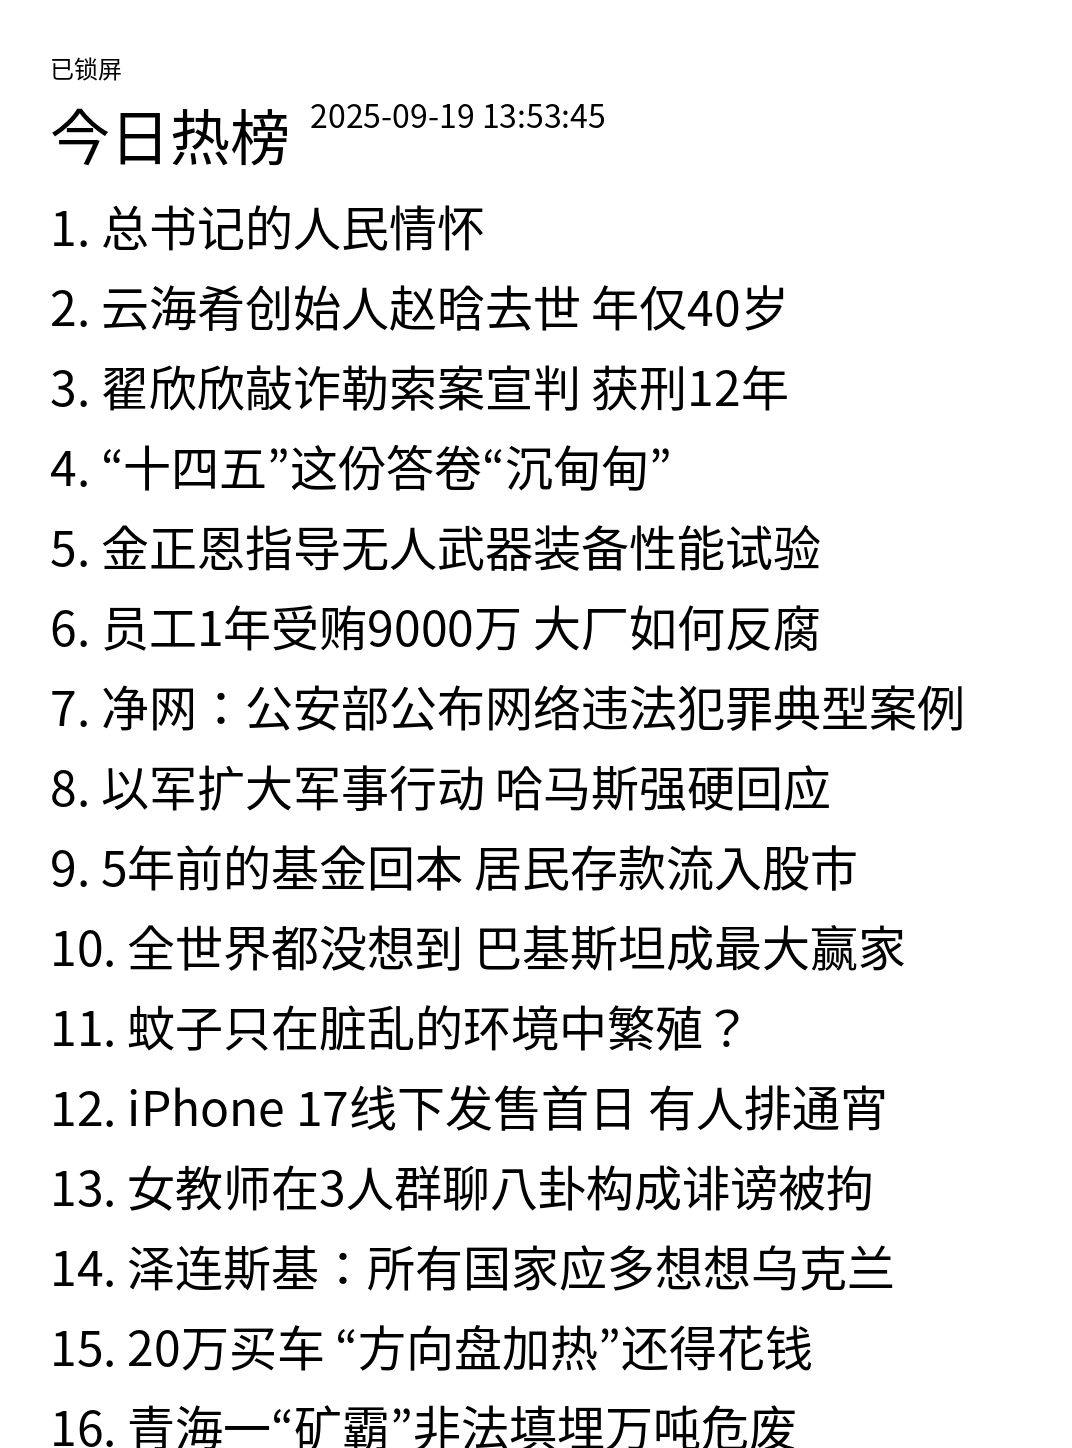 已锁屏
今日热榜 2025-09-19 13:53:45
1. 总书记的人民情怀
2. 云海肴创始人赵晗去世 年仅40岁
3. 翟欣欣敲诈勒索案宣判 获刑12年
4. “十四五”这份答卷“沉甸甸”
5. 金正恩指导无人武器装备性能试验
6. 员工1年受贿9000万 大厂如何反腐
7. 净网：公安部公布网络违法犯罪典型案例
8. 以军扩大军事行动 哈马斯强硬回应
9. 5年前的基金回本 居民存款流入股市
10. 全世界都没想到 巴基斯坦成最大赢家
11. 蚊子只在脏乱的环境中繁殖？
12. iPhone 17线下发售首日 有人排通宵
13. 女教师在3人群聊八卦构成诽谤被拘
14. 泽连斯基：所有国家应多想想乌克兰
15. 20万买车 “方向盘加热”还得花钱
16. 青海一“矿霸”非法填埋万吨危废